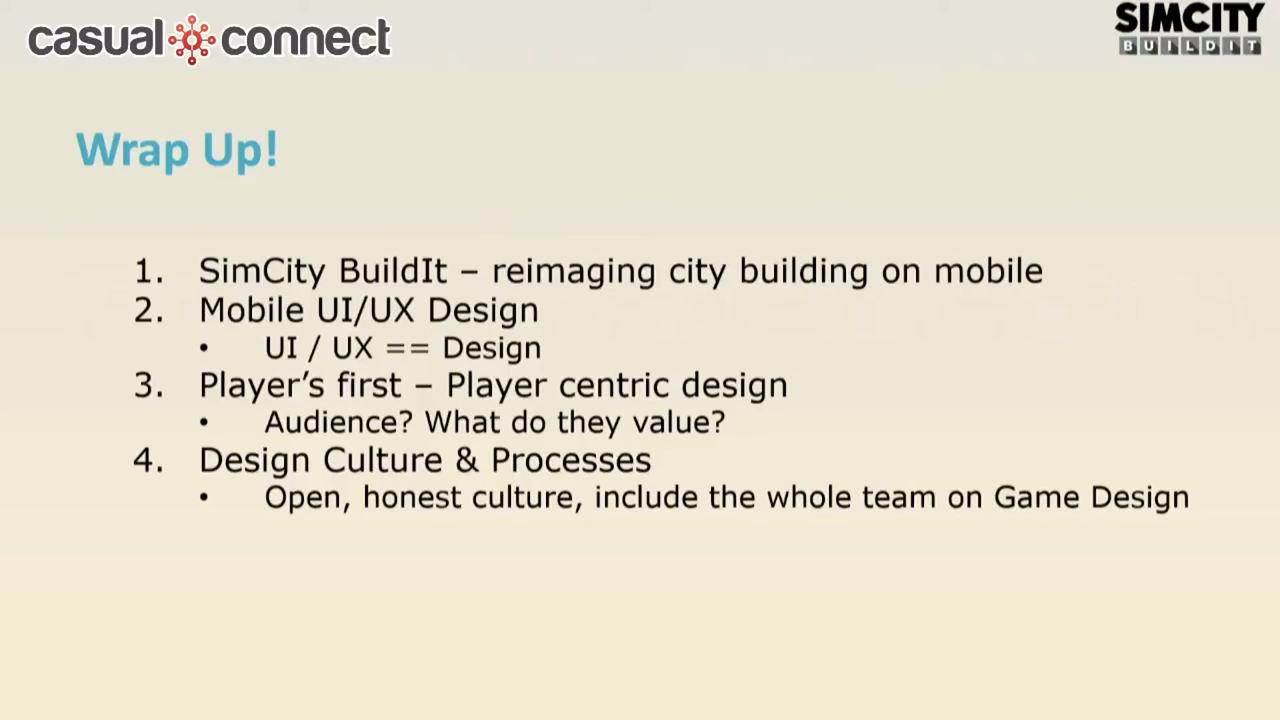 casual connect
SIMCITY
BUILDIT
Wrap Up!
1. SimCity BuildIt – reimaging city building on mobile
2. Mobile UI/UX Design
• UI / UX == Design
3. Player’s first – Player centric design
• Audience? What do they value?
4. Design Culture & Processes
• Open, honest culture, include the whole team on Game Design